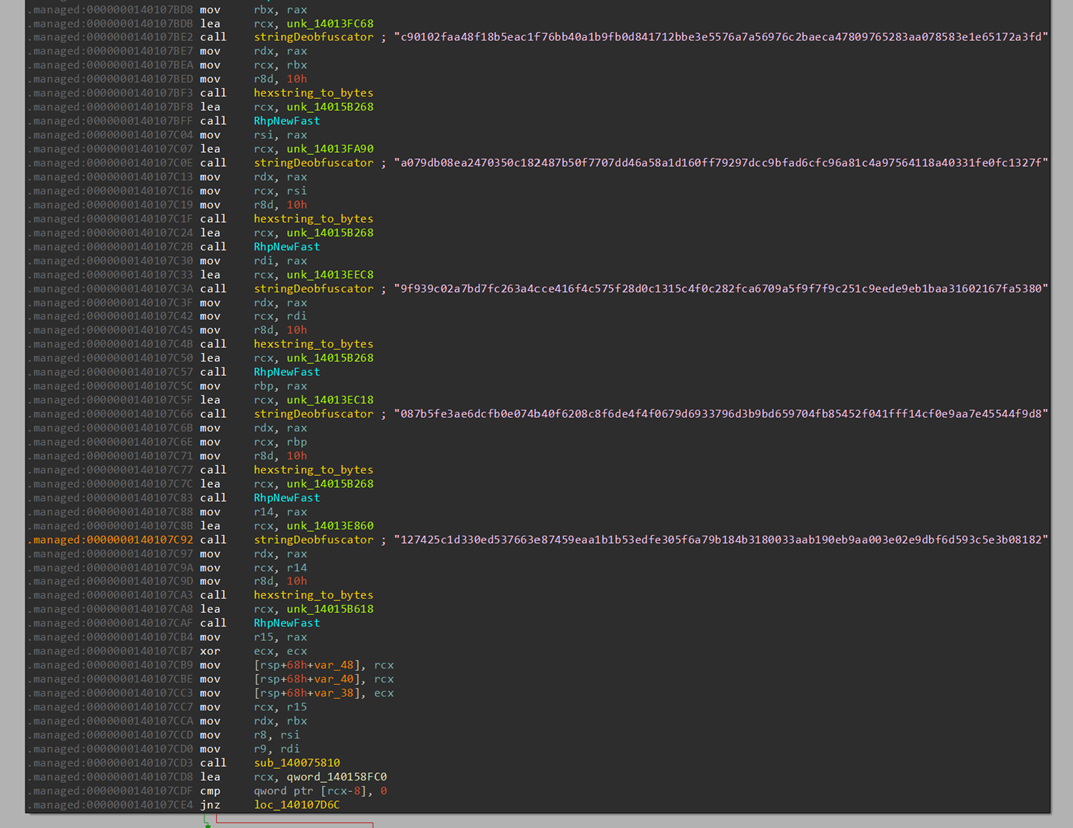 .managed:0000000140107BD8 mov rbx, rax
.managed:0000000140107BDB lea rcx, unk_14013FC68
.managed:0000000140107BE2 call stringDeobfuscator ; "c90102faa48f18b5eac1f76bb40a1b9fb0d841712bbe3e5576a7a56976c2baeca47809765283aa078583e1e65172a3fd"
.managed:0000000140107BE7 mov rdx, rax
.managed:0000000140107BEA mov rcx, rbx
.managed:0000000140107BED mov r8d, 10h
.managed:0000000140107BF3 call hexstring_to_bytes
.managed:0000000140107BF8 lea rcx, unk_14015B268
.managed:0000000140107BFF call RhpNewFast
.managed:0000000140107C04 mov rsi, rax
.managed:0000000140107C07 lea rcx, unk_14013FA90
.managed:0000000140107C0E call stringDeobfuscator ; "a079db08ea2470350c182487b50f7707dd46a58a1d160ff79297dcc9bfad6cfc96a81c4a97564118a40331fe0fc1327f"
.managed:0000000140107C13 mov rdx, rax
.managed:0000000140107C16 mov rcx, rsi
.managed:0000000140107C19 mov r8d, 10h
.managed:0000000140107C1F call hexstring_to_bytes
.managed:0000000140107C24 lea rcx, unk_14015B268
.managed:0000000140107C2B call RhpNewFast
.managed:0000000140107C30 mov rdi, rax
.managed:0000000140107C33 lea rcx, unk_14013EEC8
.managed:0000000140107C3A call stringDeobfuscator ; "9f939c02a7bd7fc263a4cce416f4c575f28d0c1315c4f0c282fca6709a5f9f7f9c251c9eede9eb1baa31602167fa5380"
.managed:0000000140107C3F mov rdx, rax
.managed:0000000140107C42 mov rcx, rdi
.managed:0000000140107C45 mov r8d, 10h
.managed:0000000140107C4B call hexstring_to_bytes
.managed:0000000140107C50 lea rcx, unk_14015B268
.managed:0000000140107C57 call RhpNewFast
.managed:0000000140107C5C mov rbp, rax
.managed:0000000140107C5F lea rcx, unk_14013EC18
.managed:0000000140107C66 call stringDeobfuscator ; "087b5fe3ae6dcfb0e074b40f6208c8f6de4f4f0679d6933796d3b9bd659704fb85452f041fff14cf0e9aa7e45544f9d8"
.managed:0000000140107C6B mov rdx, rax
.managed:0000000140107C6E mov rcx, rbp
.managed:0000000140107C71 mov r8d, 10h
.managed:0000000140107C77 call hexstring_to_bytes
.managed:0000000140107C7C lea rcx, unk_14015B268
.managed:0000000140107C83 call RhpNewFast
.managed:0000000140107C88 mov r14, rax
.managed:0000000140107C8B lea rcx, unk_14013E860
.managed:0000000140107C92 call stringDeobfuscator ; "127425c1d330ed537663e87459eaa1b1b53edfe305f6a79b184b3180033aab190eb9aa003e02e9dbf6d593c5e3b08182"
.managed:0000000140107C97 mov rdx, rax
.managed:0000000140107C9A mov rcx, r14
.managed:0000000140107C9D mov r8d, 10h
.managed:0000000140107CA3 call hexstring_to_bytes
.managed:0000000140107CA8 lea rcx, unk_14015B618
.managed:0000000140107CAF call RhpNewFast
.managed:0000000140107CB4 mov r15, rax
.managed:0000000140107CB7 xor ecx, ecx
.managed:0000000140107CB9 mov [rsp+68h+var_48], rcx
.managed:0000000140107CBE mov [rsp+68h+var_40], rcx
.managed:0000000140107CC3 mov [rsp+68h+var_38], ecx
.managed:0000000140107CC7 mov rcx, r15
.managed:0000000140107CCA mov rdx, rbx
.managed:0000000140107CCD mov r8, rsi
.managed:0000000140107CD0 mov r9, rdi
.managed:0000000140107CD3 call sub_140075810
.managed:0000000140107CD8 lea rcx, qword_140158FC0
.managed:0000000140107CDF cmp qword ptr [rcx-8], 0
.managed:0000000140107CE4 jnz loc_140107D6C